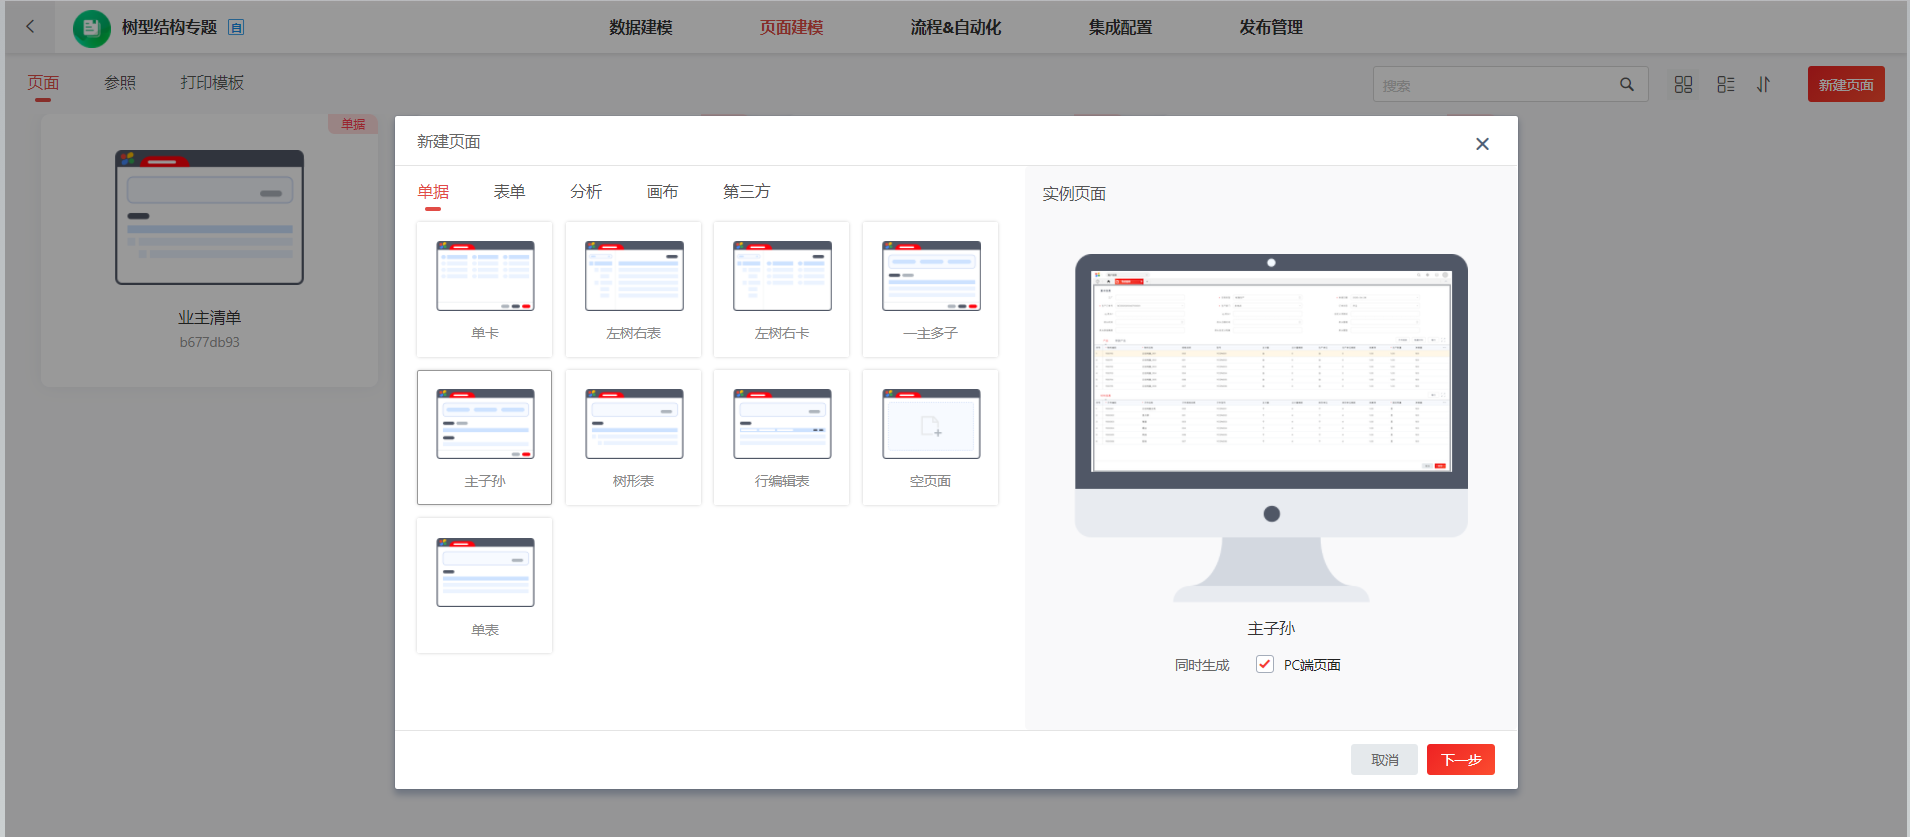 树型结构专题 自
数据建模 页面建模 流程&自动化 集成配置 发布管理
页面 参照 打印模板
搜索
新建页面
单据
业主清单
b677db93
新建页面
单据 表单 分析 画布 第三方
单卡 左树右表 左树右卡 一主多子
主子孙 树形表 行编辑表 空页面
单表
实例页面
主子孙
同时生成 PC端页面
取消 下一步